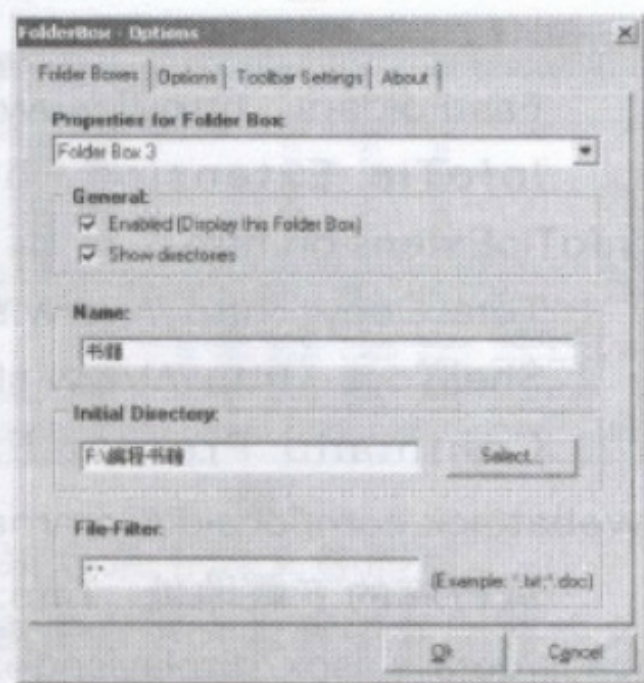 FolderBox - Options
Folder Boxes Options Toolbar Settings About
Properties for Folder Box:
Folder Box 3
General:
Enabled (Display this Folder Box)
Show directories
Name:
书籍
Initial Directory:
F:\编程书籍 Select...
File-Filter:
*.* (Example: *.txt;*.doc)
Ok Cancel